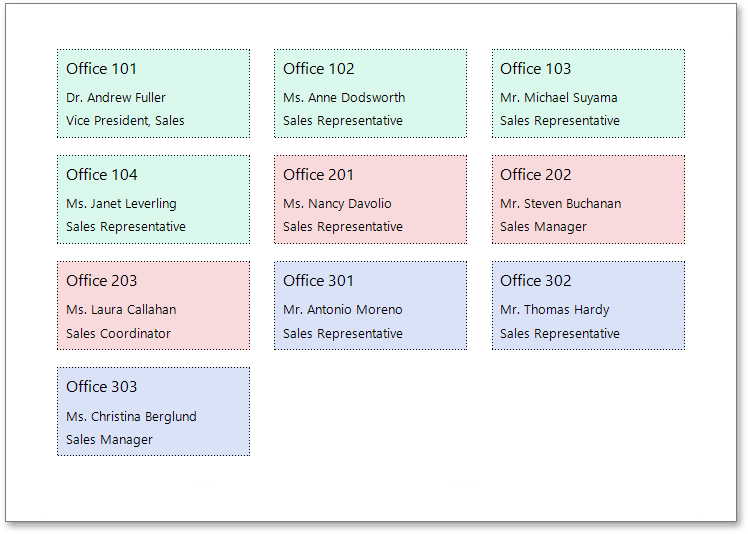 Office 101
Dr. Andrew Fuller
Vice President, Sales
Office 102
Ms. Anne Dodsworth
Sales Representative
Office 103
Mr. Michael Suyama
Sales Representative
Office 104
Ms. Janet Leverling
Sales Representative
Office 201
Ms. Nancy Davolio
Sales Representative
Office 202
Mr. Steven Buchanan
Sales Manager
Office 203
Ms. Laura Callahan
Sales Coordinator
Office 301
Mr. Antonio Moreno
Sales Representative
Office 302
Mr. Thomas Hardy
Sales Representative
Office 303
Ms. Christina Berglund
Sales Manager